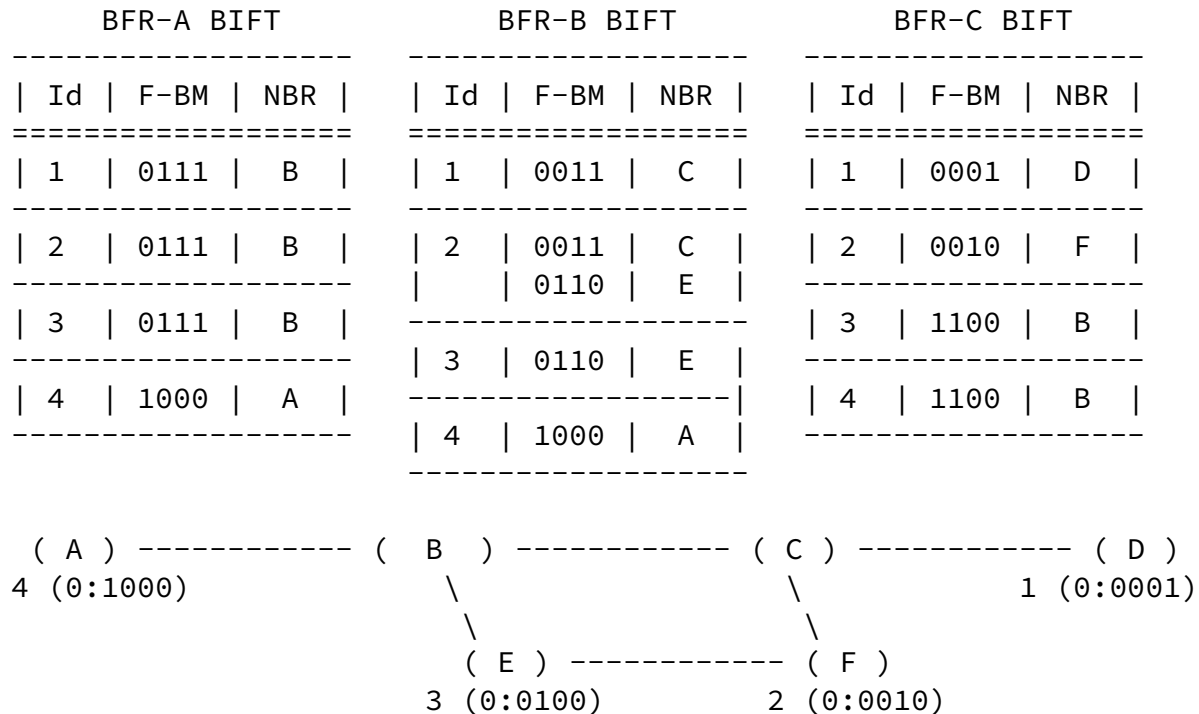 BFR-A BIFT            BFR-B BIFT            BFR-C BIFT
 -------------------   -------------------   -------------------
 | Id | F-BM | NBR |   | Id | F-BM | NBR |   | Id | F-BM | NBR |
 ===================   ===================   ===================
 | 1  | 0111 |  B  |   | 1  | 0011 |  C  |   | 1  | 0001 |  D  |
 -------------------   -------------------   -------------------
 | 2  | 0111 |  B  |   | 2  | 0011 |  C  |   | 2  | 0010 |  F  |
 -------------------   |    | 0110 |  E  |   -------------------
 | 3  | 0111 |  B  |   -------------------   | 3  | 1100 |  B  |
 -------------------   | 3  | 0110 |  E  |   -------------------
 | 4  | 1000 |  A  |   ------------------|   | 4  | 1100 |  B  |
 -------------------   | 4  | 1000 |  A  |   -------------------
                       -------------------

  ( A ) ------------ (  B  ) ------------ ( C ) ------------ ( D )
 4 (0:1000)              \                  \            1 (0:0001)
                          \                  \
                          ( E ) ------------ ( F )
                        3 (0:0100)         2 (0:0010)